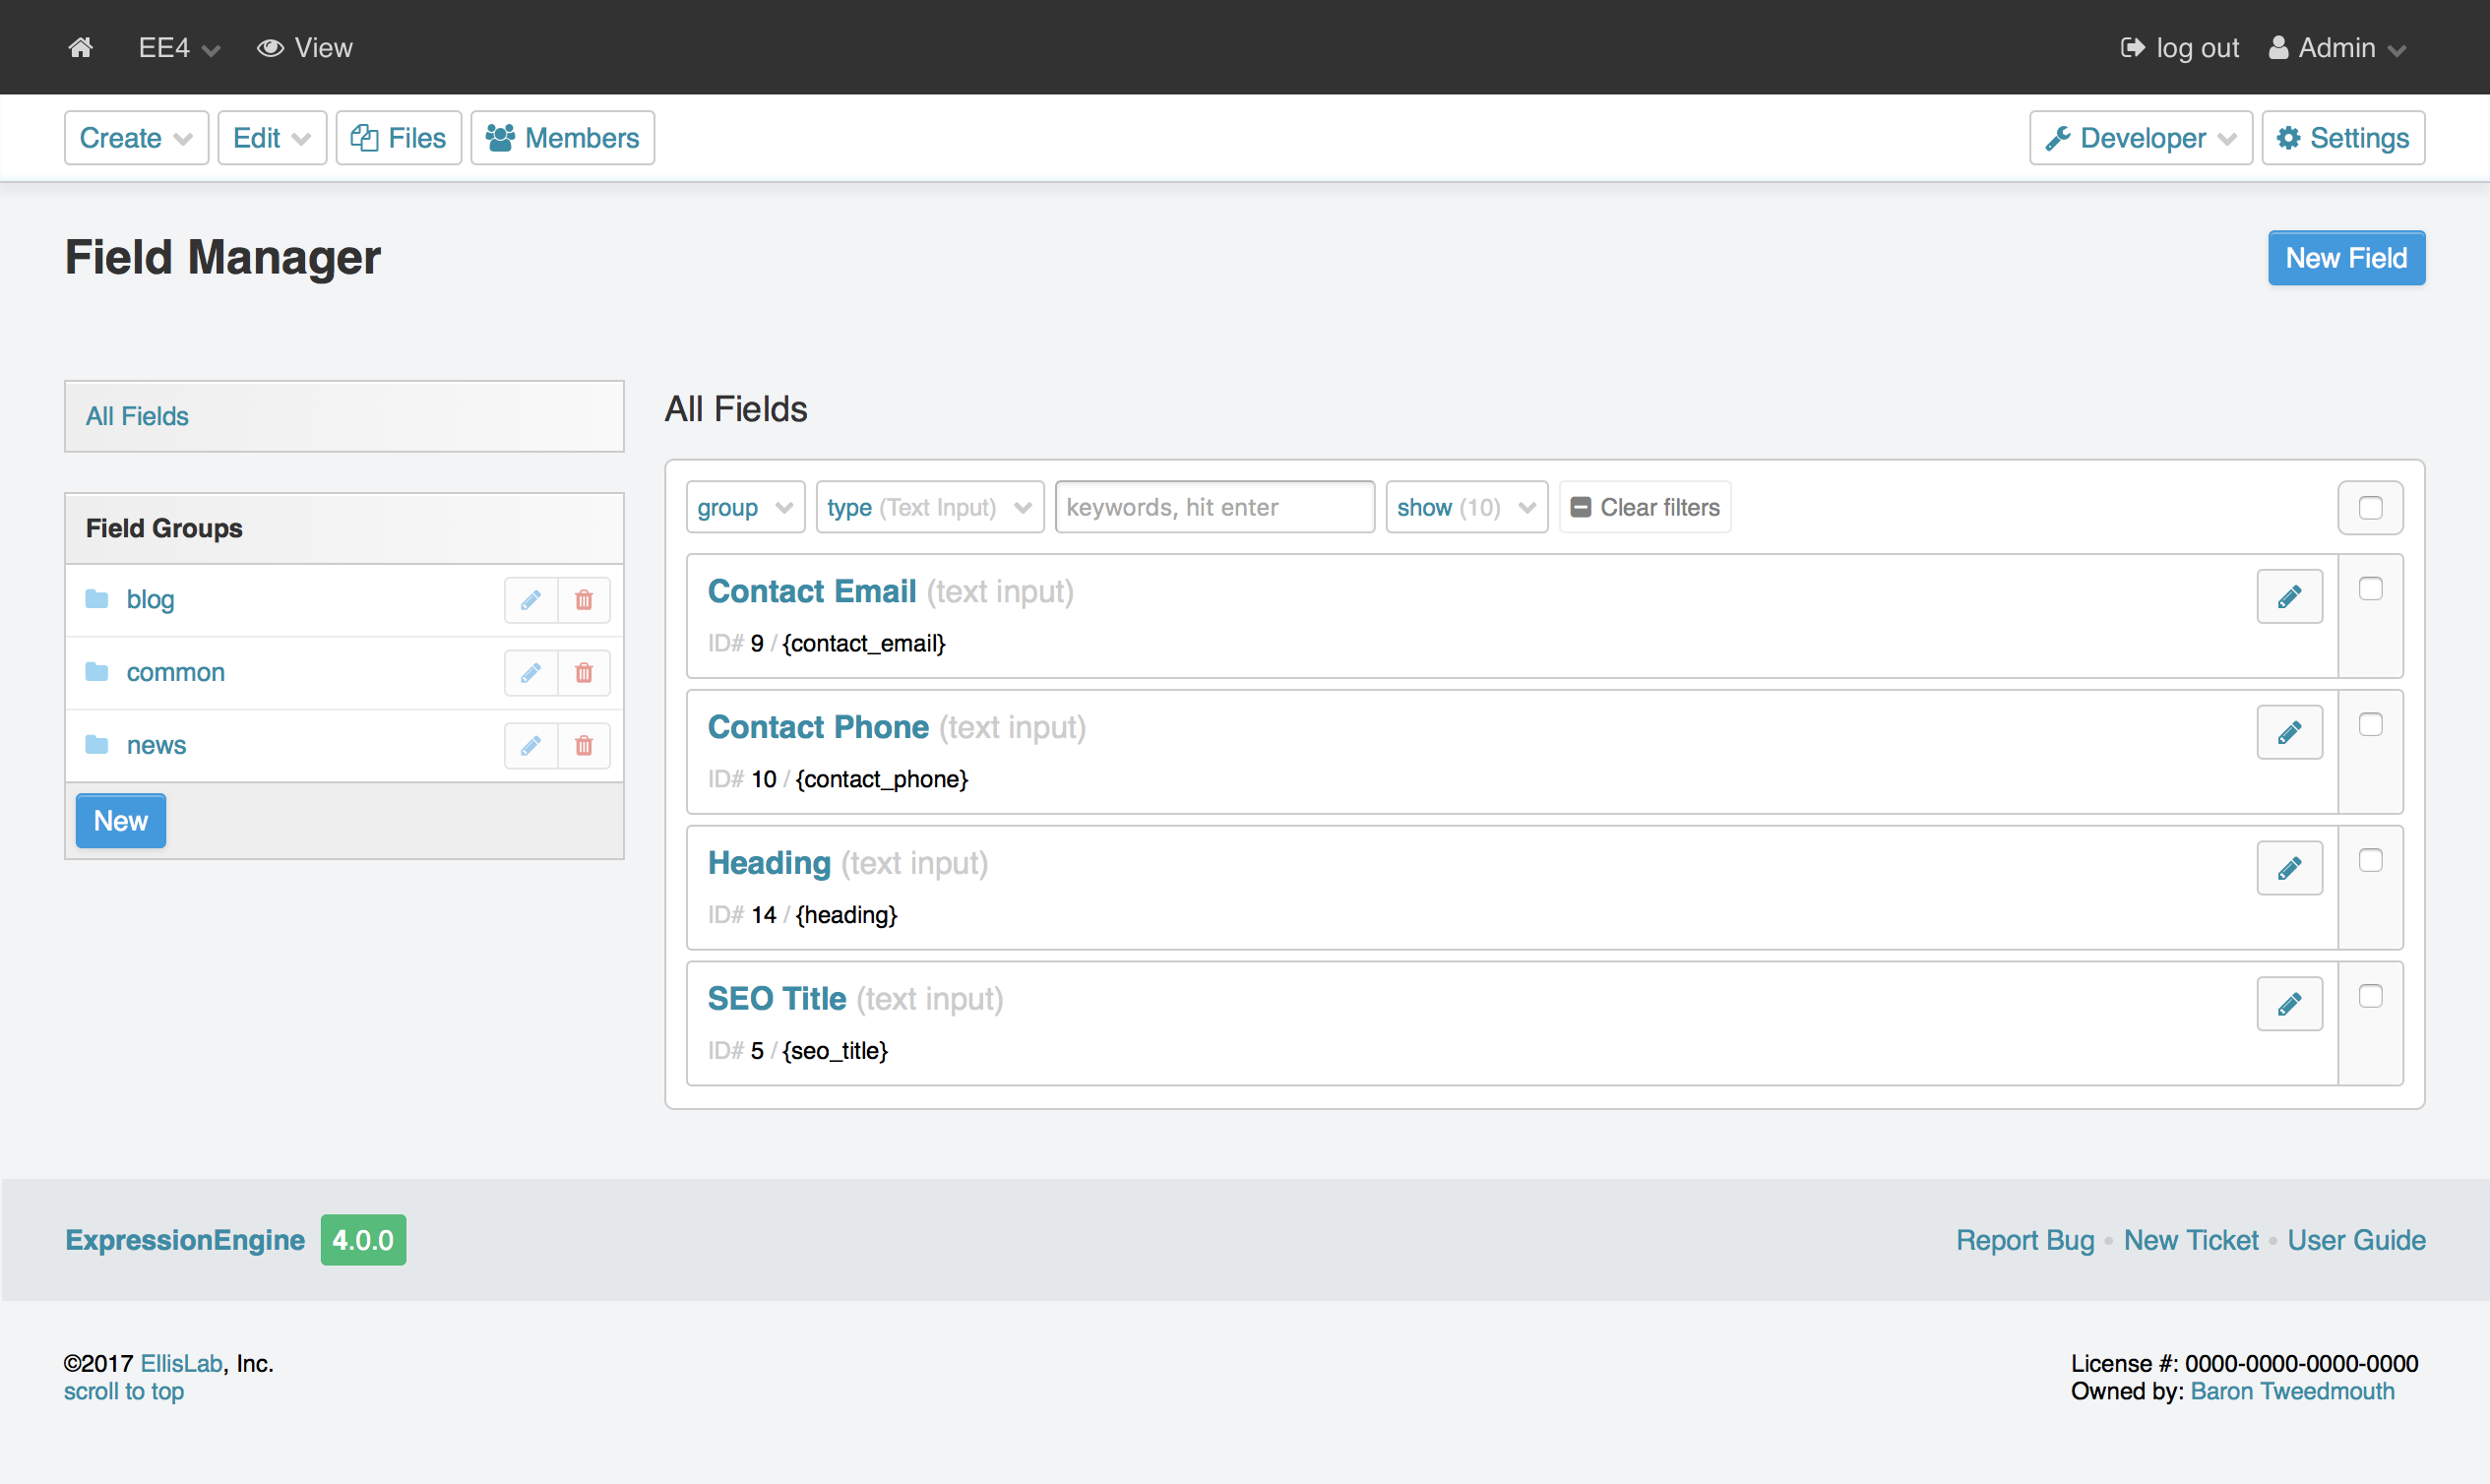 EE4 View log out Admin
Create Edit Files Members Developer Settings
Field Manager
New Field
All Fields
Field Groups
blog
common
news
New
All Fields
group type (Text Input) keywords, hit enter show (10) Clear filters
Contact Email (text input)
ID# 9 / {contact_email}
Contact Phone (text input)
ID# 10 / {contact_phone}
Heading (text input)
ID# 14 / {heading}
SEO Title (text input)
ID# 5 / {seo_title}
ExpressionEngine 4.0.0
Report Bug • New Ticket • User Guide
©2017 EllisLab, Inc.
scroll to top
License #: 0000-0000-0000-0000
Owned by: Baron Tweedmouth